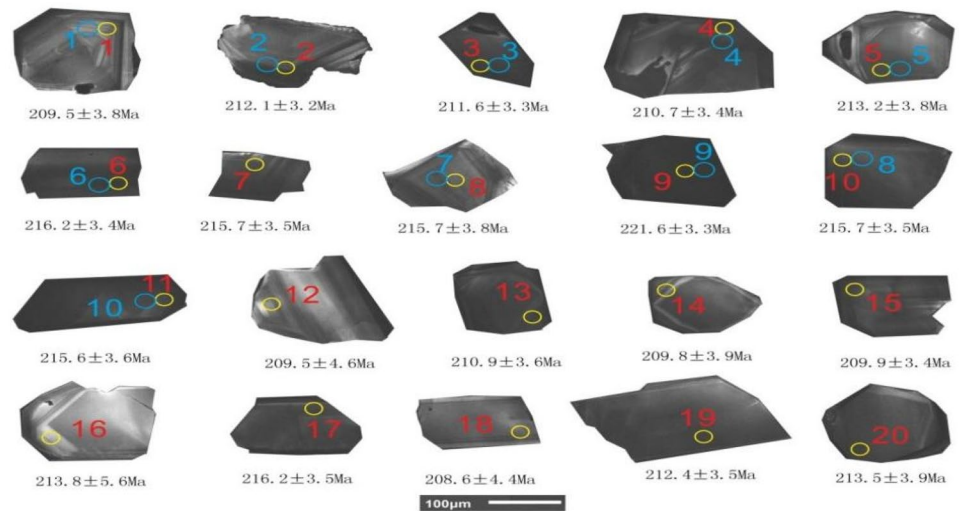 1 1 2 2 3 3 4 4 5 5
209.5±3.8Ma 212.1±3.2Ma 211.6±3.3Ma 210.7±3.4Ma 213.2±3.8Ma
6 6 7 7 8 9 9 10 8
216.2±3.4Ma 215.7±3.5Ma 215.7±3.8Ma 221.6±3.3Ma 215.7±3.5Ma
10 11 12 13 14 15
215.6±3.6Ma 209.5±4.6Ma 210.9±3.6Ma 209.8±3.9Ma 209.9±3.4Ma
16 17 18 19 20
213.8±5.6Ma 216.2±3.5Ma 208.6±4.4Ma 212.4±3.5Ma 213.5±3.9Ma
100μm